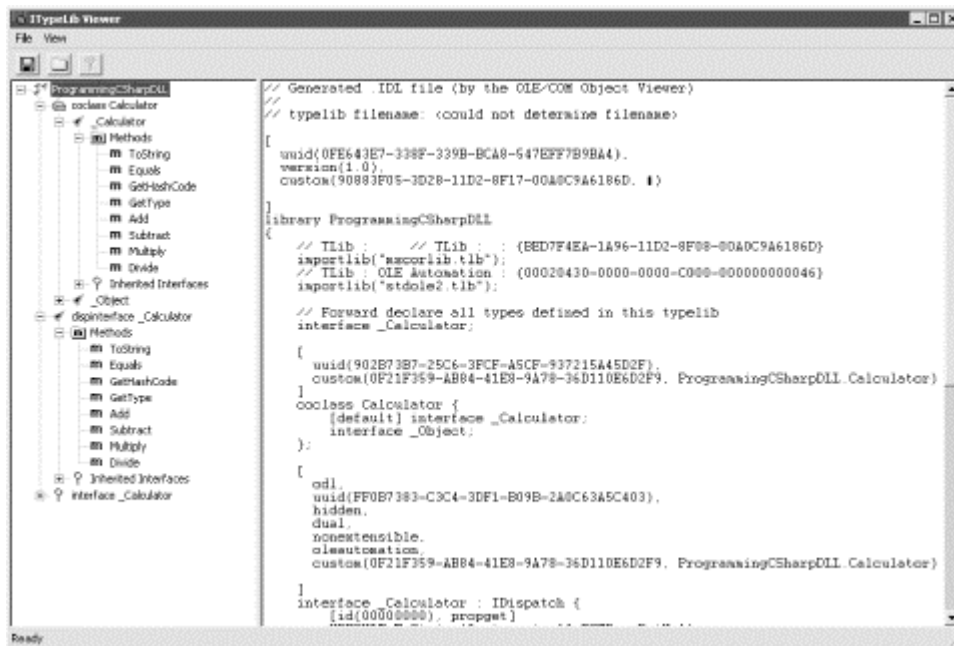 ITypeLib Viewer
File View
ProgrammingCSharpDLL
coclass Calculator
_Calculator
Methods
m ToString
m Equals
m GetHashCode
m GetType
m Add
m Subtract
m Multiply
m Divide
Inherited Interfaces
_Object
dispinterface _Calculator
Methods
m ToString
m Equals
m GetHashCode
m GetType
m Add
m Subtract
m Multiply
m Divide
Inherited Interfaces
interface _Calculator
// Generated .IDL file (by the OLE/COM Object Viewer)
//
// typelib filename: <could not determine filename>
[
uuid(0FE643E7-338F-339B-BCA8-547EFF7B9BA4),
version(1.0),
custom(90883F05-3D28-11D2-8F17-00A0C9A6186D, )
]
library ProgrammingCSharpDLL
{
// TLib : // TLib : : {BED7F4EA-1A96-11D2-8F08-00A0C9A6186D}
importlib("mscorlib.tlb");
// TLib : OLE Automation : {00020430-0000-0000-C000-000000000046}
importlib("stdole2.tlb");
// Forward declare all types defined in this typelib
interface _Calculator;
[
uuid(902B73B7-25C6-3FCF-A5CF-937215A45D2F),
custom(0F21F359-AB84-41E8-9A78-36D110E6D2F9, ProgrammingCSharpDLL.Calculator)
]
coclass Calculator {
[default] interface _Calculator;
interface _Object;
};
[
odl,
uuid(FF0B7383-C3C4-3DF1-B09B-2A0C63A5C403),
hidden,
dual,
nonextensible,
oleautomation,
custom(0F21F359-AB84-41E8-9A78-36D110E6D2F9, ProgrammingCSharpDLL.Calculator)
]
interface _Calculator : IDispatch {
[id(00000000), propget]
Ready